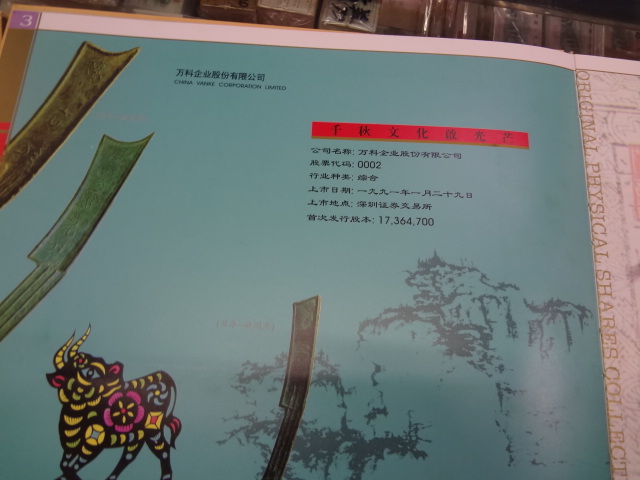 3
万科企业股份有限公司
CHINA VANKE CORPORATION LIMITED
千秋文化啟光芒
公司名称: 万科企业股份有限公司
股票代码: 0002
行业种类: 综合
上市日期: 一九九一年一月二十九日
上市地点: 深圳证券交易所
首次发行股本: 17,364,700
ORIGINAL PHYSICAL SHARES COLLECT